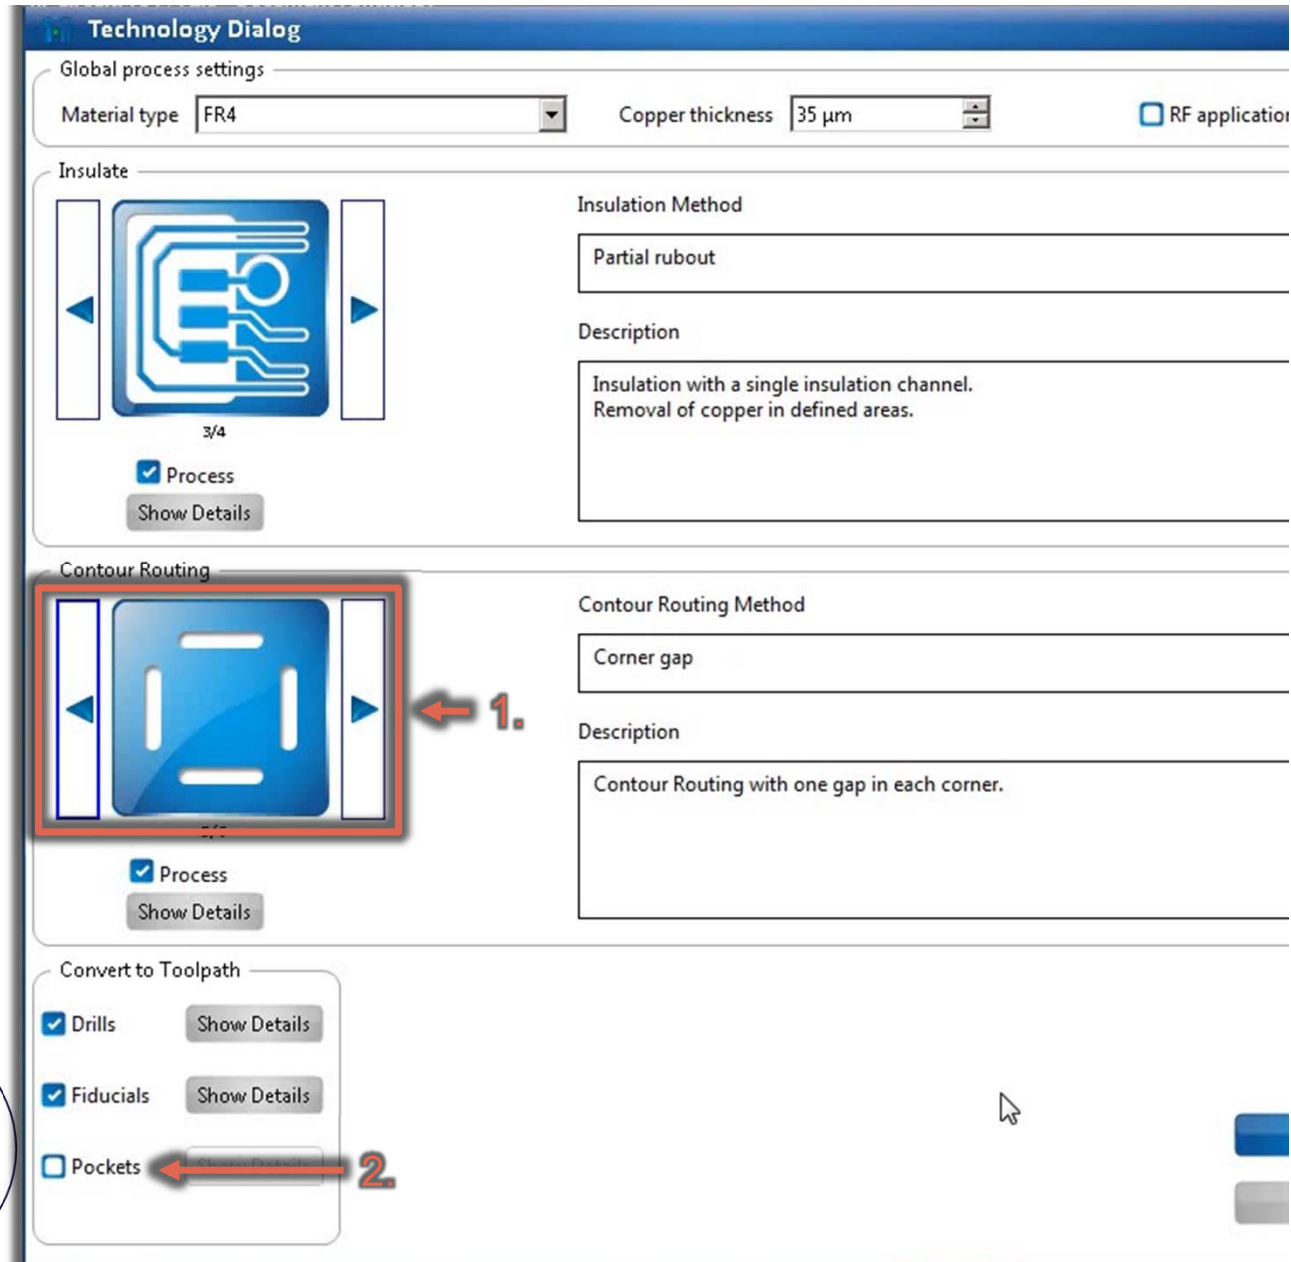 Technology Dialog
Global process settings
Material type FR4 Copper thickness 35 µm RF application
Insulate
Insulation Method
Partial rubout
Description
Insulation with a single insulation channel.
Removal of copper in defined areas.
3/4
Process
Show Details
Contour Routing
Contour Routing Method
Corner gap
1.
Description
Contour Routing with one gap in each corner.
Process
Show Details
Convert to Toolpath
Drills Show Details
Fiducials Show Details
Pockets Show Details 2.